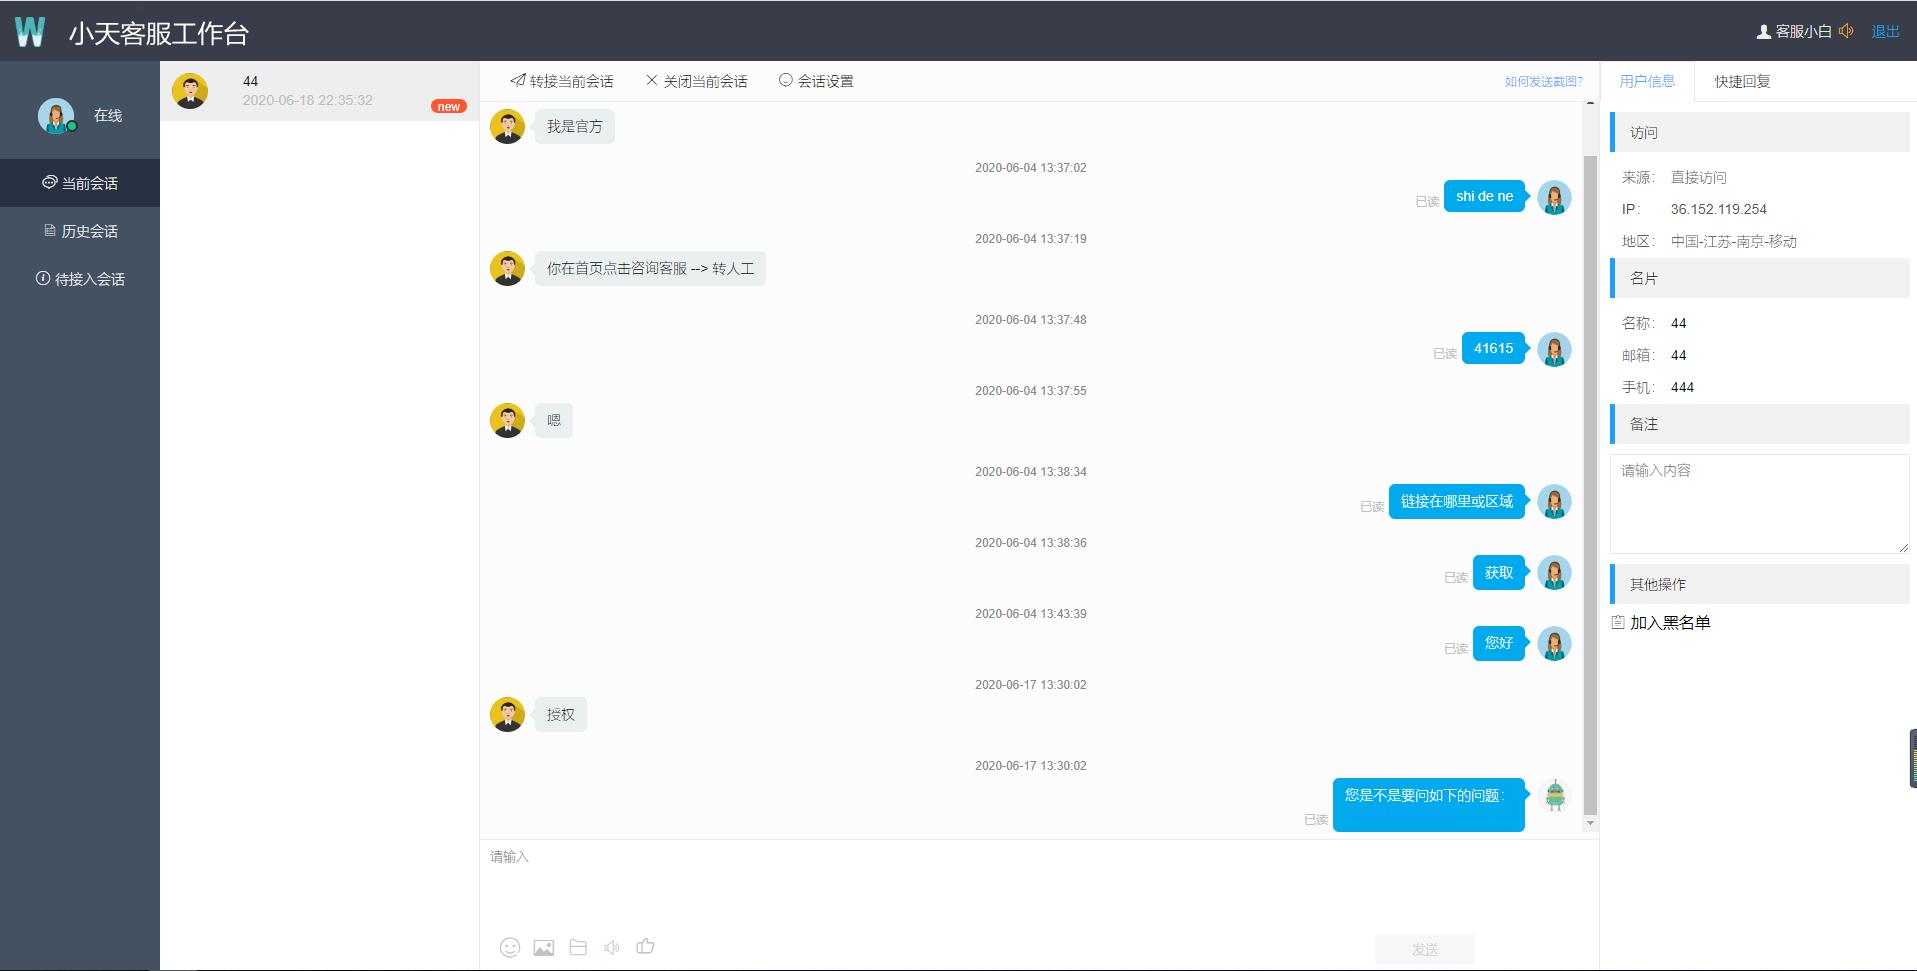 W 小天客服工作台
客服小白 退出
在线
当前会话
历史会话
待接入会话
44
2020-06-18 22:35:32
new
转接当前会话 关闭当前会话 会话设置 如何发送截图?
我是官方
2020-06-04 13:37:02
已读 shi de ne
2020-06-04 13:37:19
你在首页点击咨询客服 --> 转人工
2020-06-04 13:37:48
已读 41615
2020-06-04 13:37:55
嗯
2020-06-04 13:38:34
已读 链接在哪里或区域
2020-06-04 13:38:36
已读 获取
2020-06-04 13:43:39
已读 您好
2020-06-17 13:30:02
授权
2020-06-17 13:30:02
您是不是要问如下的问题：
已读
请输入
发送
用户信息 快捷回复
访问
来源： 直接访问
IP： 36.152.119.254
地区： 中国-江苏-南京-移动
名片
名称： 44
邮箱： 44
手机： 444
备注
请输入内容
其他操作
加入黑名单